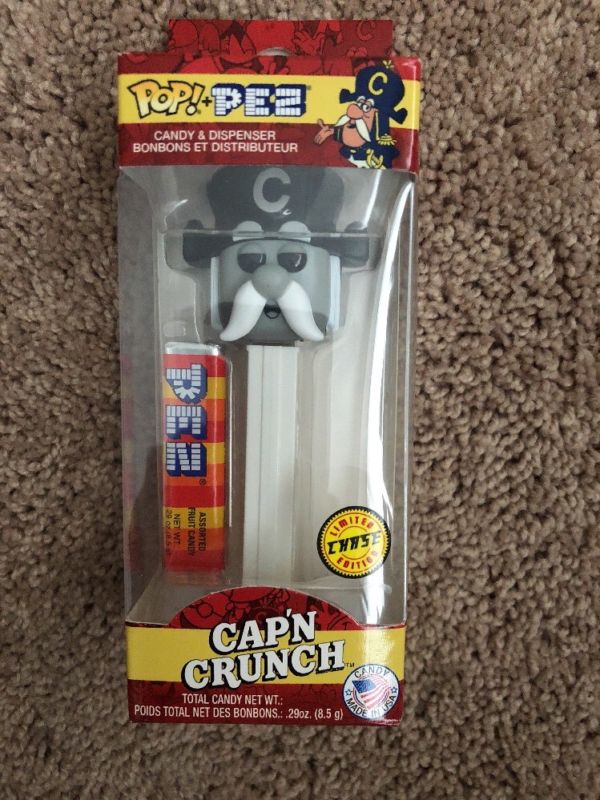 POP!+PEZ
C
CANDY & DISPENSER
BONBONS ET DISTRIBUTEUR
C
PEZ®
ASSORTED
FRUIT CANDY
NET WT.
LIMITED
CHASE
EDITION
CAP'N
CRUNCH™
TOTAL CANDY NET WT.:
POIDS TOTAL NET DES BONBONS.: .29oz. (8.5 g)
CANDY
MADE IN USA